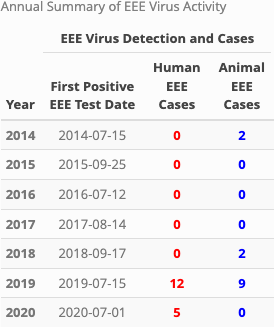 Annual Summary of EEE Virus Activity
EEE Virus Detection and Cases
Year First Positive EEE Test Date Human EEE Cases Animal EEE Cases
2014 2014-07-15 0 2
2015 2015-09-25 0 0
2016 2016-07-12 0 0
2017 2017-08-14 0 0
2018 2018-09-17 0 2
2019 2019-07-15 12 9
2020 2020-07-01 5 0